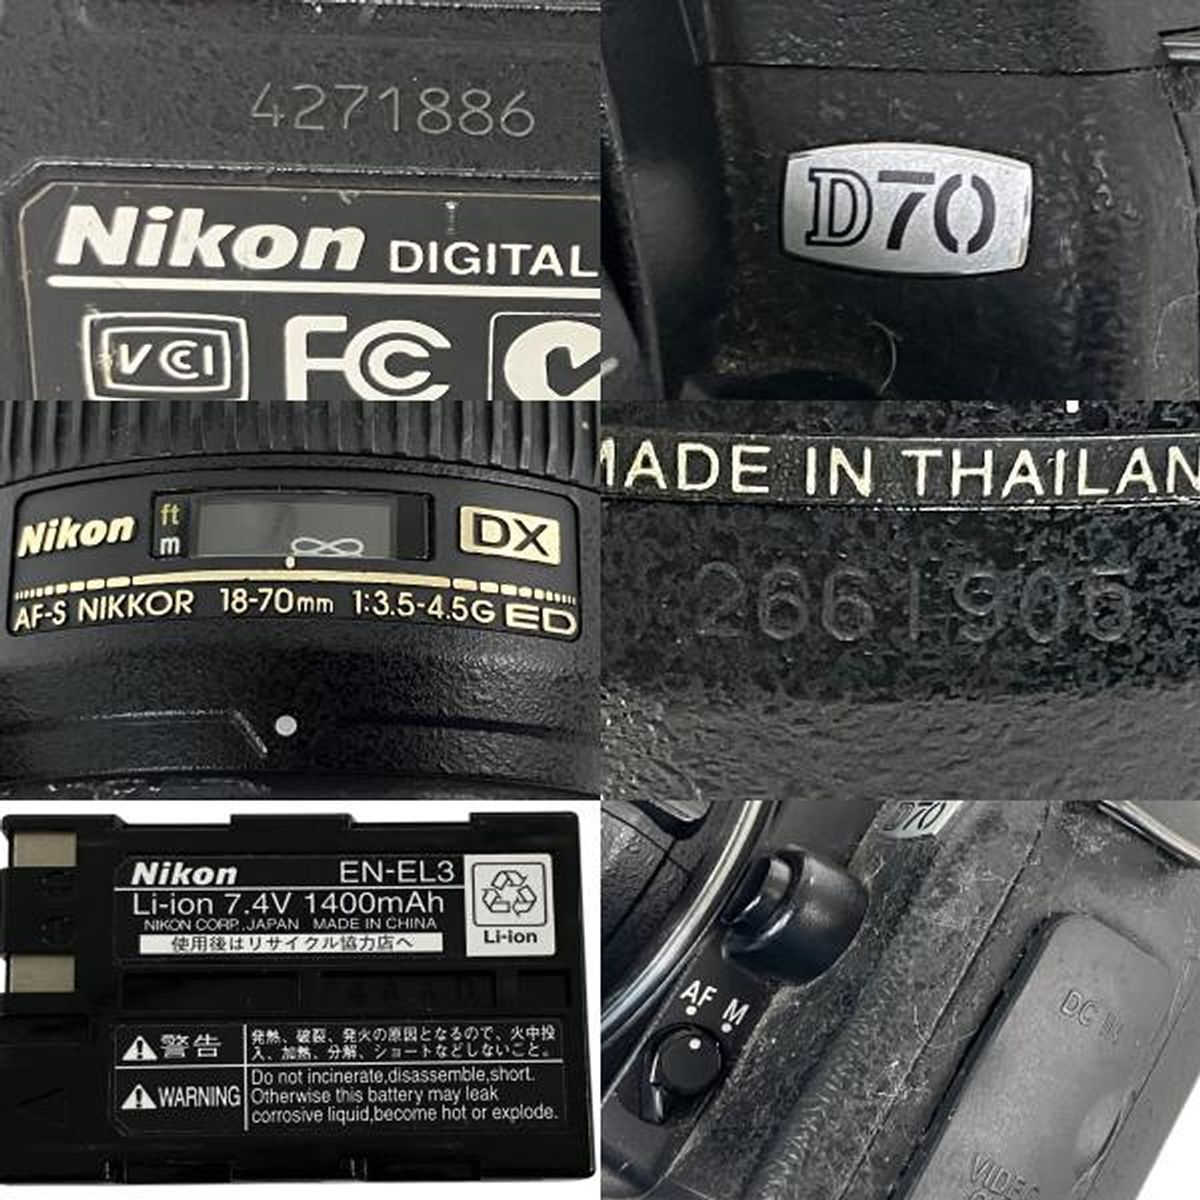 4271886
Nikon DIGITAL
VCCI FC
D70
Nikon ft m ∞ DX
AF-S NIKKOR 18-70mm 1:3.5-4.5G ED
MADE IN THAILAN
2661905
Nikon EN-EL3
Li-ion 7.4V 1400mAh
NIKON CORP.,JAPAN MADE IN CHINA
使用後はリサイクル協力店へ
Li-ion
警告
発熱、破裂、発火の原因となるので、火中投
入、加熱、分解、ショートなどしないこと。
WARNING
Do not incinerate,disassemble,short.
Otherwise this battery may leak
corrosive liquid,become hot or explode.
D70
AF M
DC IN
VIDEO